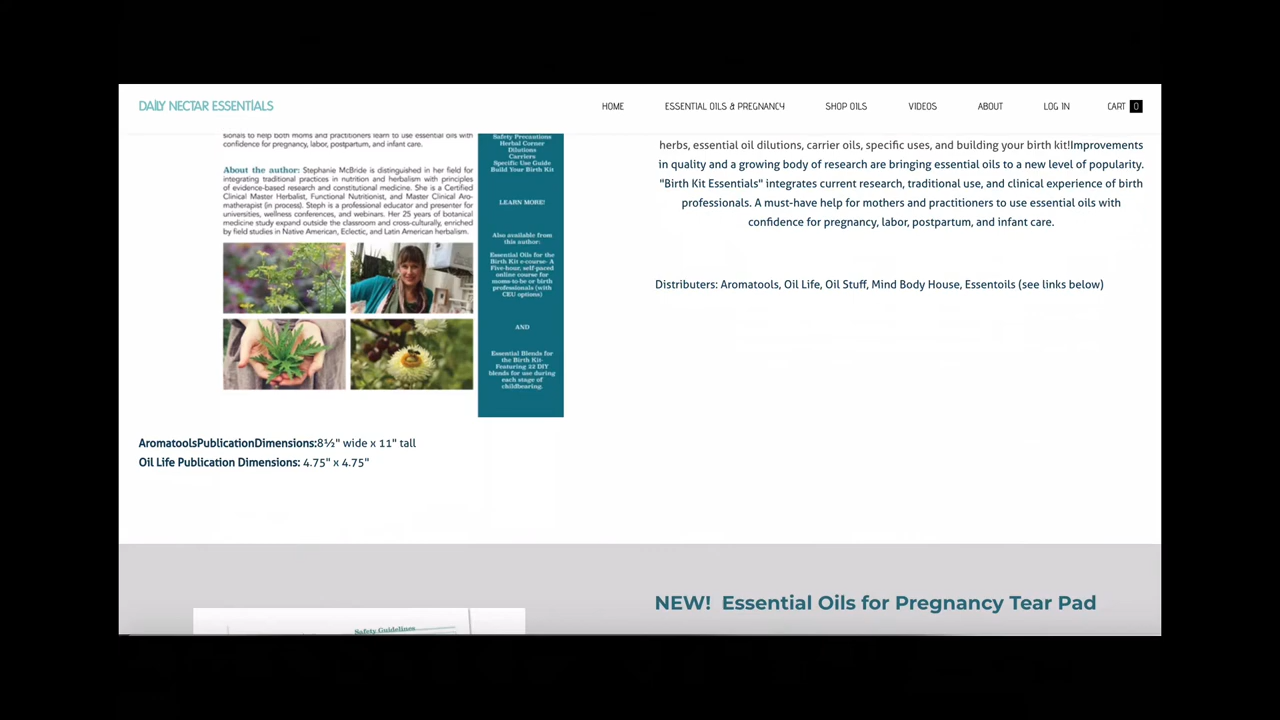 DAILY NECTAR ESSENTIALS
HOME
ESSENTIAL OILS & PREGNANCY
SHOP OILS
VIDEOS
ABOUT
LOG IN
CART 0
sionals to help both moms and practitioners learn to use essential oils with
confidence for pregnancy, labor, postpartum, and infant care.
About the author: Stephanie McBride is distinguished in her field for
integrating traditional practices in nutrition and herbalism with principles
of evidence-based research and constitutional medicine. She is a Certified
Clinical Master Herbalist, Functional Nutritionist, and Master Clinical Aro-
matherapist (in process). Steph is a professional educator and presenter for
universities, wellness conferences, and webinars. Her 25 years of botanical
medicine study expand outside the classroom and cross-culturally, enriched
by field studies in Native American, Eclectic, and Latin American herbalism.
Safety Precautions
Herbal Corner
Dilutions
Carriers
Specific Use Guide
Build Your Birth Kit
LEARN MORE!
Also available from
this author:
Essential Oils for the
Birth Kit e-course- A
Five-hour, self-paced
online course for
moms-to-be or birth
professionals (with
CEU options)
AND
Essential Blends for
the Birth Kit-
Featuring 22 DIY
blends for use during
each stage of
childbearing.
AromatoolsPublicationDimensions:8½" wide x 11" tall
Oil Life Publication Dimensions: 4.75" x 4.75"
herbs, essential oil dilutions, carrier oils, specific uses, and building your birth kit!Improvements
in quality and a growing body of research are bringing essential oils to a new level of popularity.
"Birth Kit Essentials" integrates current research, traditional use, and clinical experience of birth
professionals. A must-have help for mothers and practitioners to use essential oils with
confidence for pregnancy, labor, postpartum, and infant care.
Distributers: Aromatools, Oil Life, Oil Stuff, Mind Body House, Essentoils (see links below)
NEW! Essential Oils for Pregnancy Tear Pad
Safety Guidelines